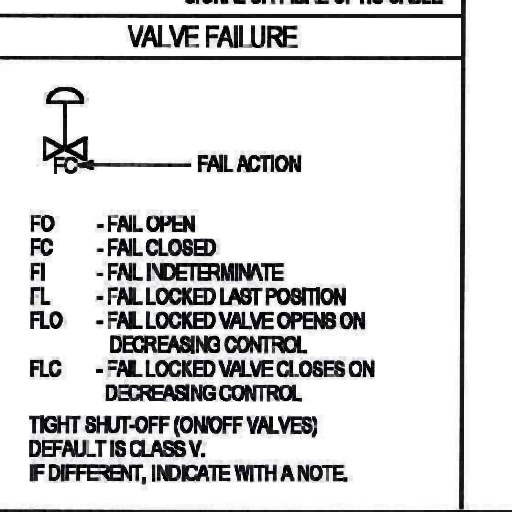 VALVE FAILURE
FC
FAIL ACTION
FO - FAIL OPEN
FC - FAIL CLOSED
FI - FAIL INDETERMINATE
FL - FAIL LOCKED LAST POSITION
FLO - FAIL LOCKED VALVE OPENS ON
DECREASING CONTROL
FLC - FAIL LOCKED VALVE CLOSES ON
DECREASING CONTROL
TIGHT SHUT-OFF (ON/OFF VALVES)
DEFAULT IS CLASS V.
IF DIFFERENT, INDICATE WITH A NOTE.